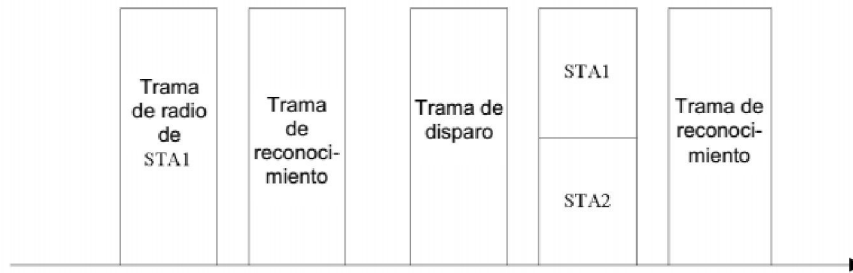 Trama
de radio
de
STA1
Trama
de
reconoci-
miento
Trama de
disparo
STA1
STA2
Trama de
reconoci-
miento